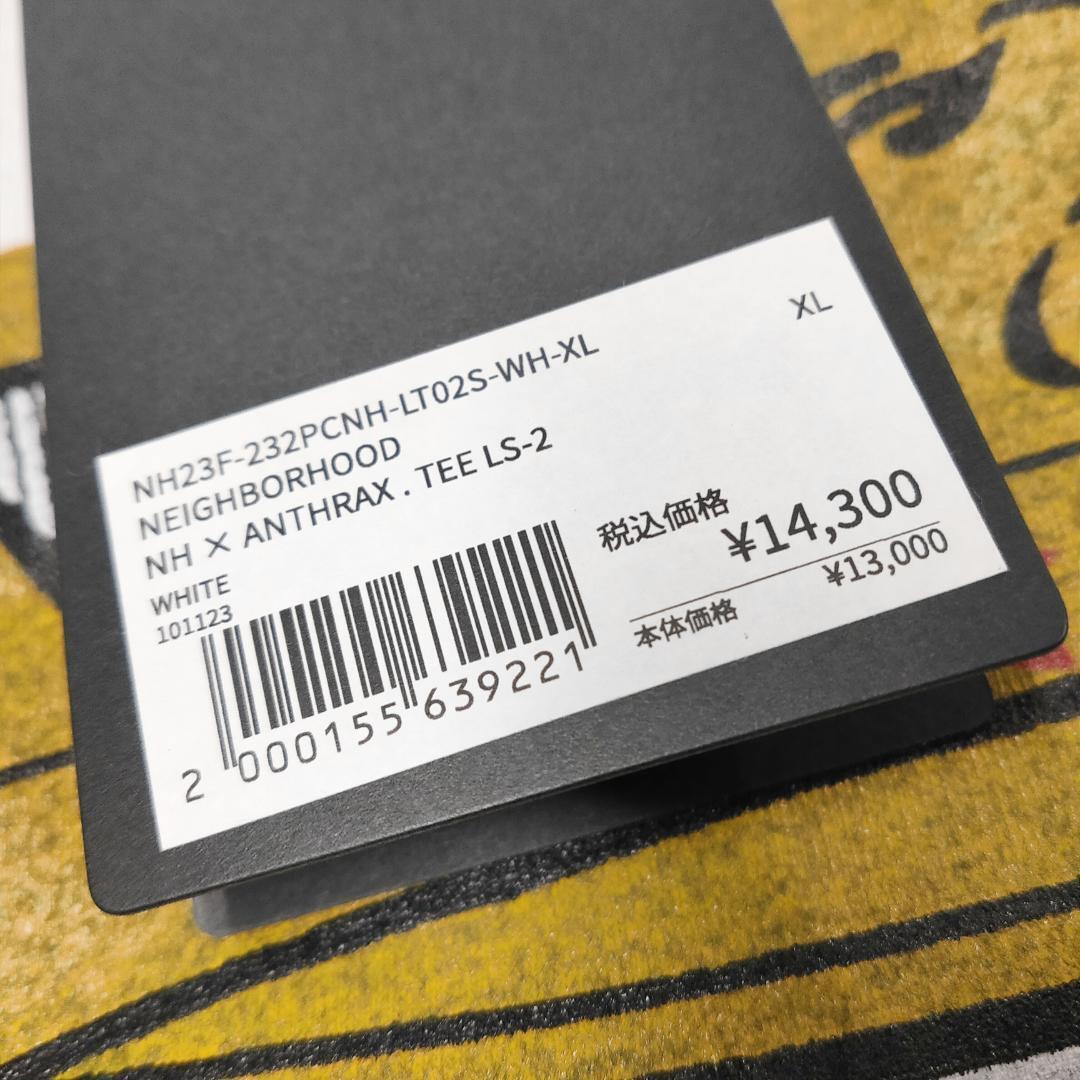 XL
NH23F-232PCNH-LT02S-WH-XL
NEIGHBORHOOD
NH × ANTHRAX . TEE LS-2
WHITE
101123
税込価格 ¥14,300
本体価格 ¥13,000
2 000155 639221